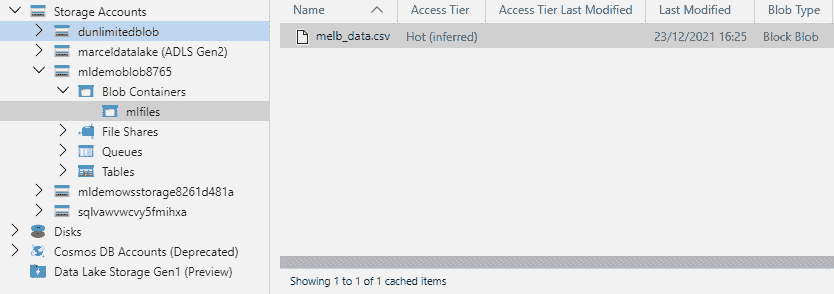 Storage Accounts
dunlimitedblob
marceldatalake (ADLS Gen2)
mldemoblob8765
Blob Containers
mlfiles
File Shares
Queues
Tables
mldemowsstorage8261d481a
sqlvawvwcvy5fmihxa
Disks
Cosmos DB Accounts (Deprecated)
Data Lake Storage Gen1 (Preview)
Name Access Tier Access Tier Last Modified Last Modified Blob Type
melb_data.csv Hot (inferred) 23/12/2021 16:25 Block Blob
Showing 1 to 1 of 1 cached items